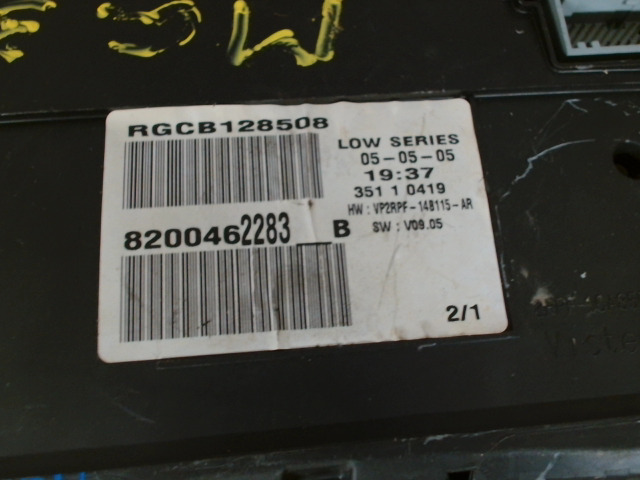 RGCB128508
LOW SERIES
05-05-05
19:37
351 1 0419
HW : VP2RPF-14B115-AR
SW : V09.05
8200462283__B
2/1